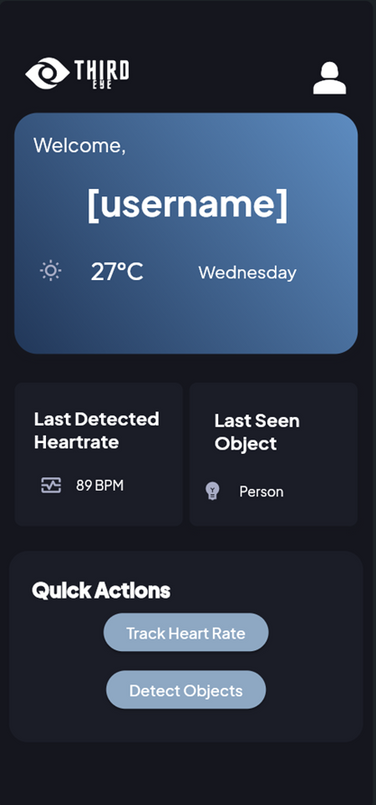 THIRD
EYE
Welcome,
[username]
27°C
Wednesday
Last Detected
Heartrate
89 BPM
Last Seen
Object
Person
Quick Actions
Track Heart Rate
Detect Objects